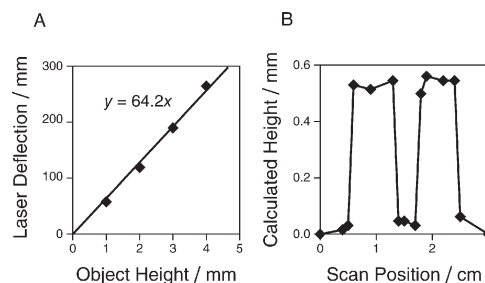 A
Laser Deflection / mm
300
200
100
0
y = 64.2x
0 1 2 3 4 5
Object Height / mm
B
Calculated Height / mm
0.6
0.4
0.2
0.0
0 1 2
Scan Position / cm